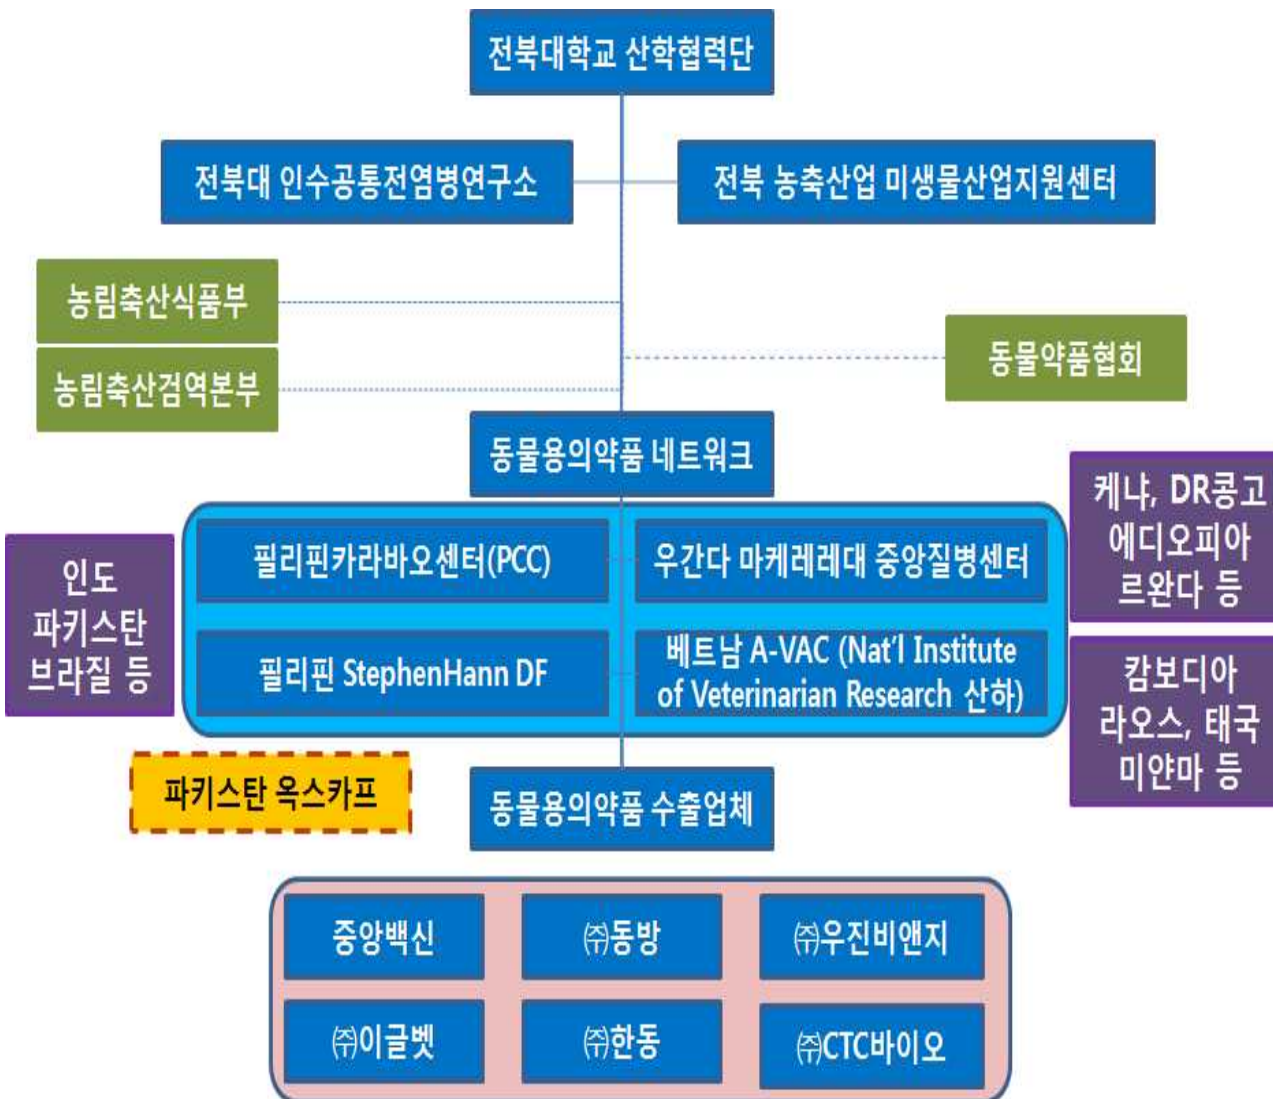 전북대학교 산학협력단
전북대 인수공통전염병연구소
전북 농축산업 미생물산업지원센터
농림축산식품부
동물약품협회
농림축산검역본부
동물용의약품 네트워크
케냐, DR콩고
에디오피아
르완다 등
인도
파키스탄
브라질 등
필리핀카라바오센터(PCC)
우간다 마케레레대 중앙질병센터
필리핀 StephenHann DF
베트남 A-VAC (Nat'l Institute
of Veterinarian Research 산하)
캄보디아
라오스, 태국
미얀마 등
파키스탄 옥스카프
동물용의약품 수출업체
중앙백신
㈜동방
㈜우진비앤지
㈜이글벳
㈜한동
㈜CTC바이오